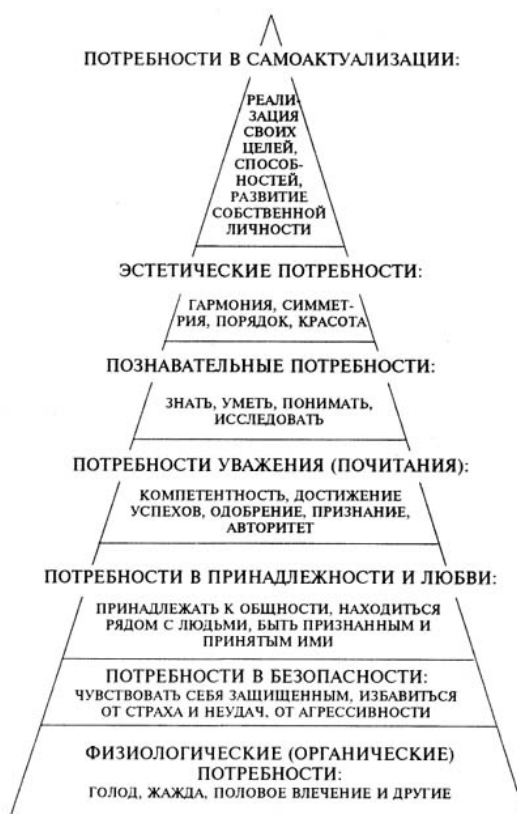 ПОТРЕБНОСТИ В САМОАКТУАЛИЗАЦИИ:
РЕАЛИ-
ЗАЦИЯ
СВОИХ
ЦЕЛЕЙ,
СПОСОБ-
НОСТЕЙ,
РАЗВИТИЕ
СОБСТВЕННОЙ
ЛИЧНОСТИ
ЭСТЕТИЧЕСКИЕ ПОТРЕБНОСТИ:
ГАРМОНИЯ, СИММЕТ-
РИЯ, ПОРЯДОК, КРАСОТА
ПОЗНАВАТЕЛЬНЫЕ ПОТРЕБНОСТИ:
ЗНАТЬ, УМЕТЬ, ПОНИМАТЬ,
ИССЛЕДОВАТЬ
ПОТРЕБНОСТИ УВАЖЕНИЯ (ПОЧИТАНИЯ):
КОМПЕТЕНТНОСТЬ, ДОСТИЖЕНИЕ
УСПЕХОВ, ОДОБРЕНИЕ, ПРИЗНАНИЕ,
АВТОРИТЕТ
ПОТРЕБНОСТИ В ПРИНАДЛЕЖНОСТИ И ЛЮБВИ:
ПРИНАДЛЕЖАТЬ К ОБЩНОСТИ, НАХОДИТЬСЯ
РЯДОМ С ЛЮДЬМИ, БЫТЬ ПРИЗНАННЫМ И
ПРИНЯТЫМ ИМИ
ПОТРЕБНОСТИ В БЕЗОПАСНОСТИ:
ЧУВСТВОВАТЬ СЕБЯ ЗАЩИЩЕННЫМ, ИЗБАВИТЬСЯ
ОТ СТРАХА И НЕУДАЧ, ОТ АГРЕССИВНОСТИ
ФИЗИОЛОГИЧЕСКИЕ (ОРГАНИЧЕСКИЕ)
ПОТРЕБНОСТИ:
ГОЛОД, ЖАЖДА, ПОЛОВОЕ ВЛЕЧЕНИЕ И ДРУГИЕ